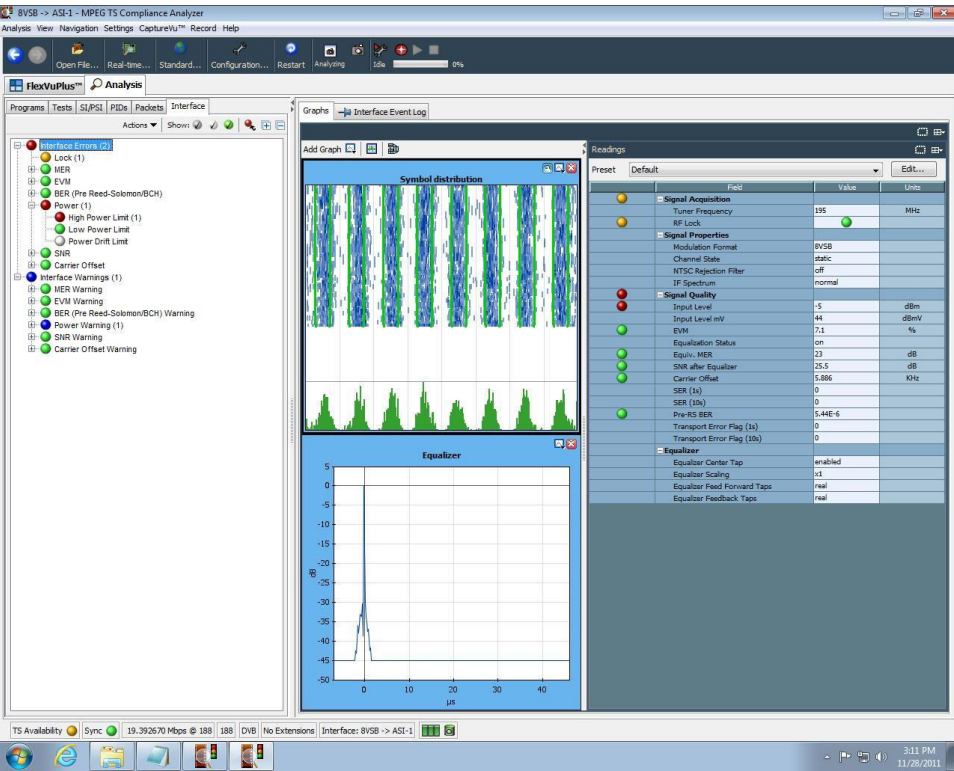 8VSB -> ASI-1 - MPEG TS Compliance Analyzer
Analysis View Navigation Settings CaptureVu™ Record Help
Open File... Real-time... Standard... Configuration... Restart Analyzing Idle 0%
FlexVuPlus™ Analysis
Programs Tests SI/PSI PIDs Packets Interface
Actions Show:
Interface Errors (2)
Lock (1)
MER
EVM
BER (Pre Reed-Solomon/BCH)
Power (1)
High Power Limit (1)
Low Power Limit
Power Drift Limit
SNR
Carrier Offset
Interface Warnings (1)
MER Warning
EVM Warning
BER (Pre Reed-Solomon/BCH) Warning
Power Warning (1)
SNR Warning
Carrier Offset Warning
Graphs Interface Event Log
Add Graph
Symbol distribution
Equalizer
dB
5
0
-5
-10
-15
-20
-25
-30
-35
-40
-45
-50
0 10 20 30 40
µs
Readings
Preset Default Edit...
Field Value Units
Signal Acquisition
Tuner Frequency 195 MHz
RF Lock
Signal Properties
Modulation Format 8VSB
Channel State static
NTSC Rejection Filter off
IF Spectrum normal
Signal Quality
Input Level -5 dBm
Input Level mV 44 dBmV
EVM 7.1 %
Equalization Status on
Equiv. MER 23 dB
SNR after Equalizer 25.5 dB
Carrier Offset 5.886 KHz
SER (1s) 0
SER (10s) 0
Pre-RS BER 5.44E-6
Transport Error Flag (1s) 0
Transport Error Flag (10s) 0
Equalizer
Equalizer Center Tap enabled
Equalizer Scaling x1
Equalizer Feed Forward Taps real
Equalizer Feedback Taps real
TS Availability Sync 19.392670 Mbps @ 188 188 DVB No Extensions Interface: 8VSB -> ASI-1
3:11 PM
11/28/2011